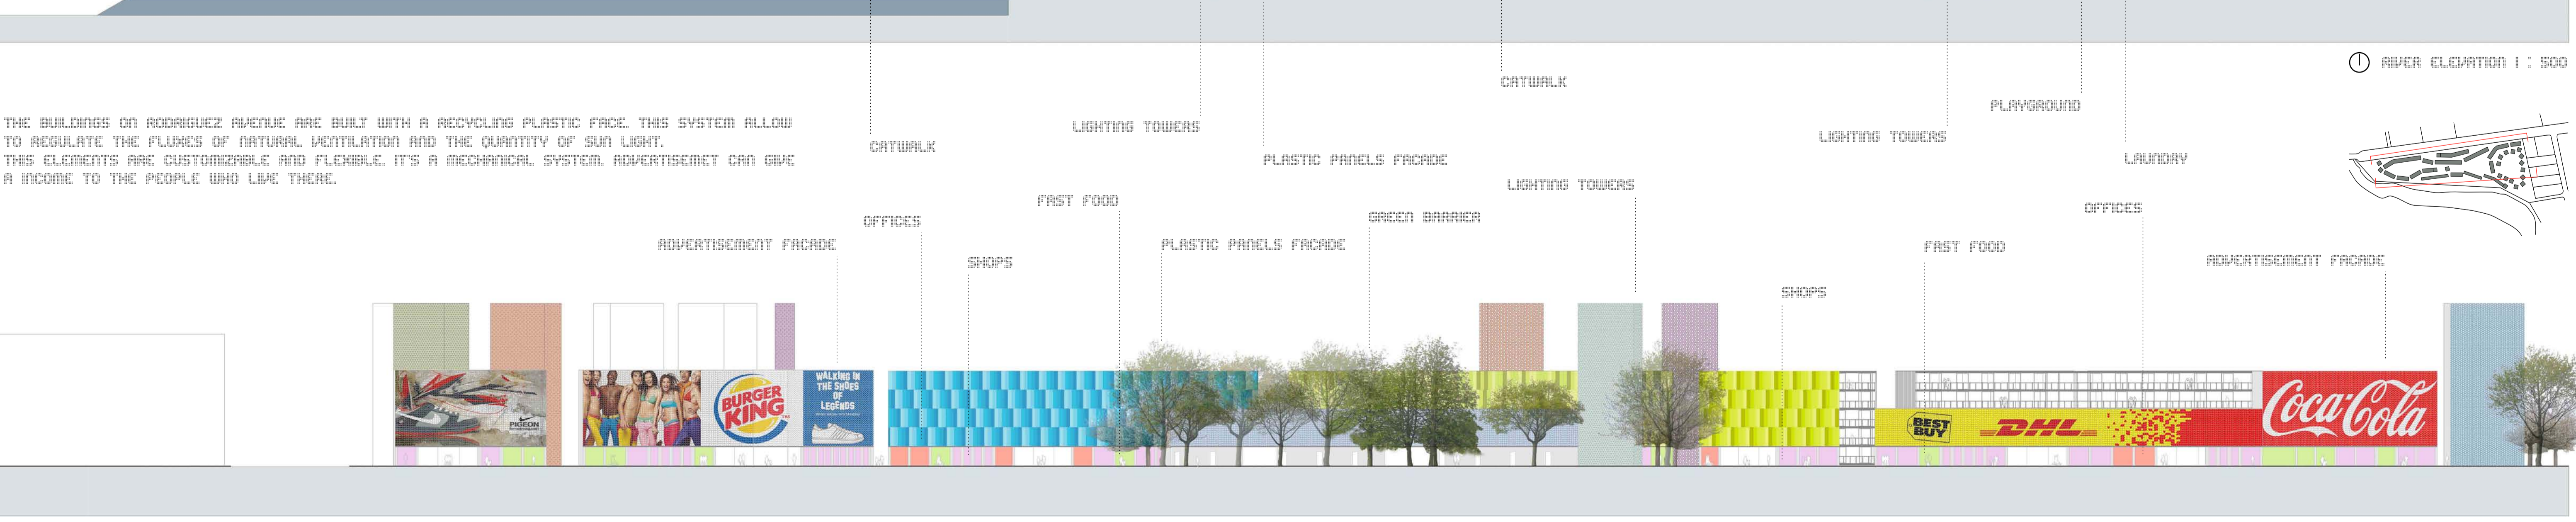 RIVER ELEVATION 1 : 500
CATWALK
PLAYGROUND
THE BUILDINGS ON RODRIGUEZ AVENUE ARE BUILT WITH A RECYCLING PLASTIC FACE. THIS SYSTEM ALLOW
TO REGULATE THE FLUXES OF NATURAL VENTILATION AND THE QUANTITY OF SUN LIGHT.
THIS ELEMENTS ARE CUSTOMIZABLE AND FLEXIBLE. IT'S A MECHANICAL SYSTEM. ADVERTISEMET CAN GIVE
A INCOME TO THE PEOPLE WHO LIVE THERE.
LIGHTING TOWERS
LIGHTING TOWERS
CATWALK
PLASTIC PANELS FACADE
LAUNDRY
LIGHTING TOWERS
FAST FOOD
OFFICES
GREEN BARRIER
OFFICES
ADVERTISEMENT FACADE
PLASTIC PANELS FACADE
FAST FOOD
SHOPS
ADVERTISEMENT FACADE
SHOPS
PIGEON
BURGER
KING
WALKING IN
THE SHOES
OF
LEGENDS
BEST
BUY
DHL
Coca-Cola